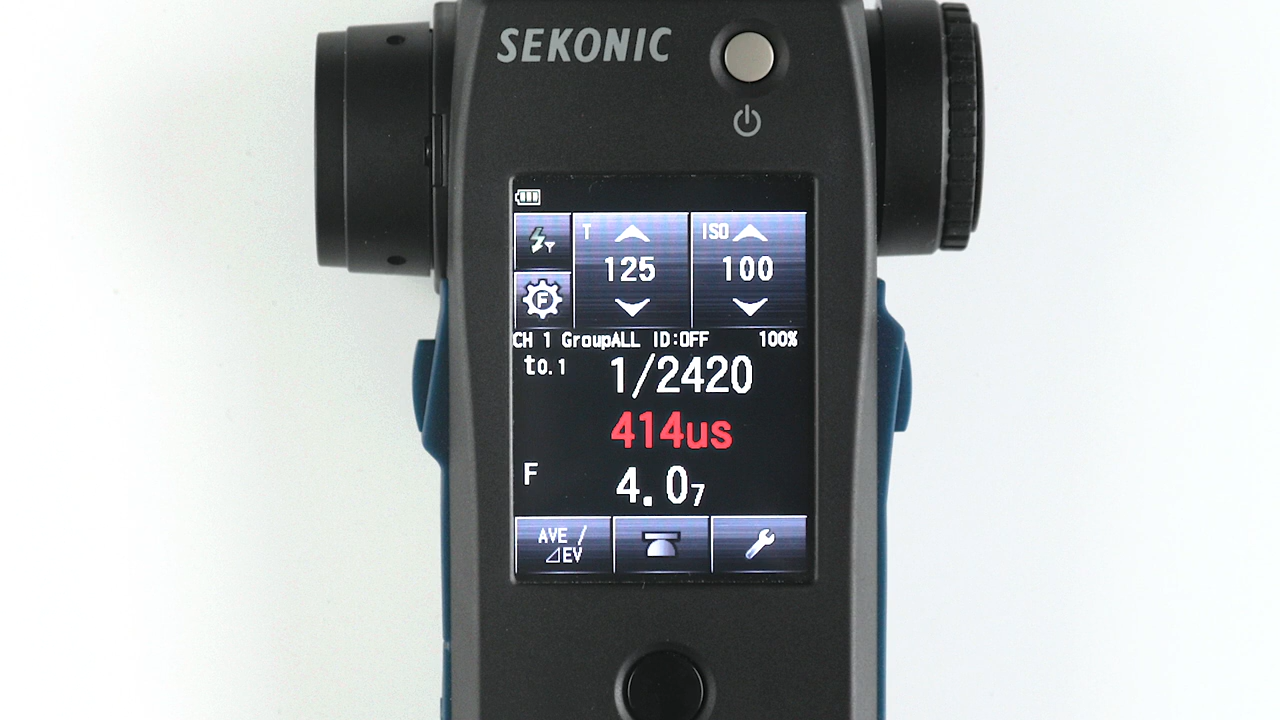 SEKONIC
T
ISO
125
100
F
CH 1 GroupALL ID:OFF 100%
t0.1 1/2420
414us
F 4.07
AVE /
⊿EV